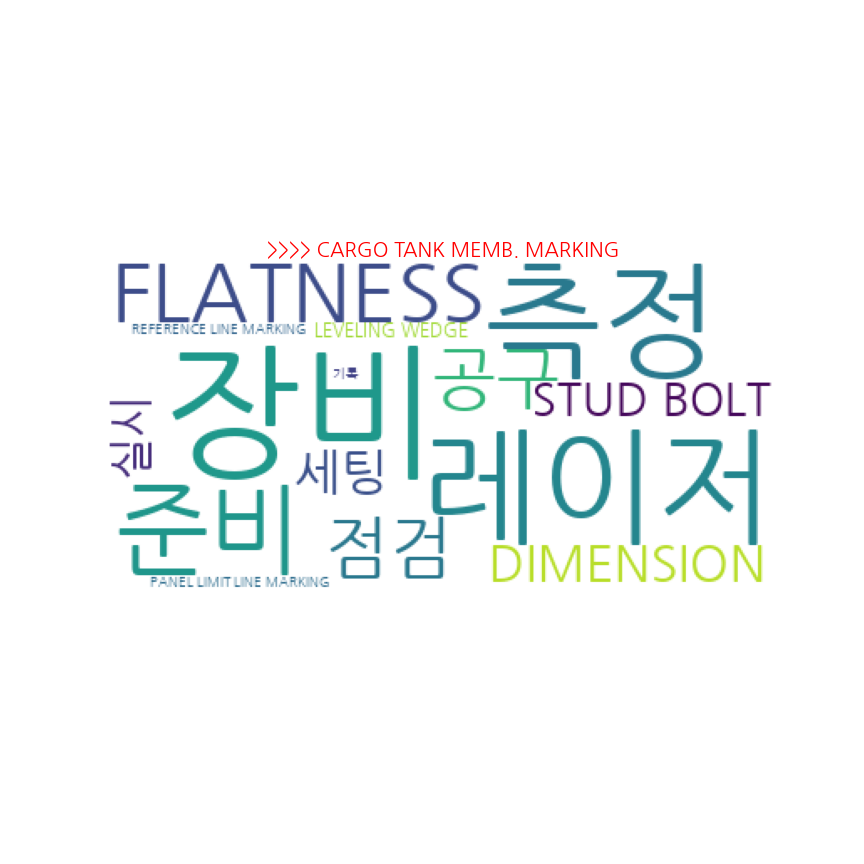 >>>> CARGO TANK MEMB. MARKING
FLATNESS
측정
REFERENCE LINE MARKING
LEVELING WEDGE
장비
기록
공구
STUD BOLT
실시
세팅
레이저
준비
점검
DIMENSION
PANEL LIMIT LINE MARKING